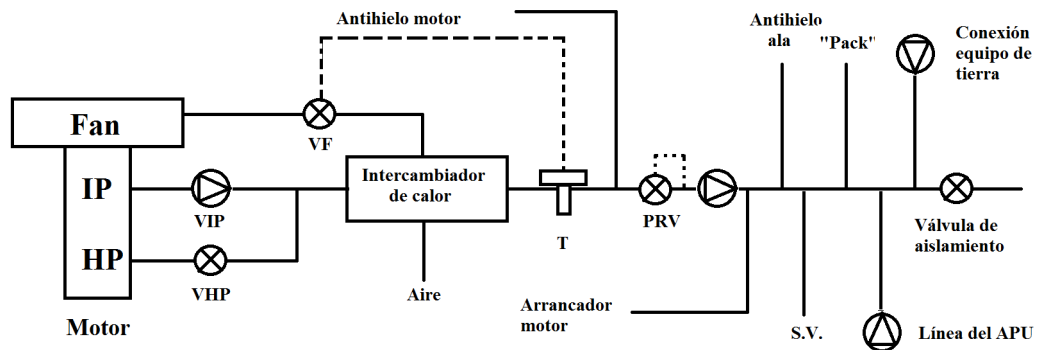 Antihielo motor
Antihielo
ala
"Pack"
Conexión
equipo de
tierra
Fan
VF
IP
VIP
Intercambiador
de calor
T
PRV
Válvula de
aislamiento
HP
VHP
Aire
Arrancador
motor
S.V.
Línea del APU
Motor